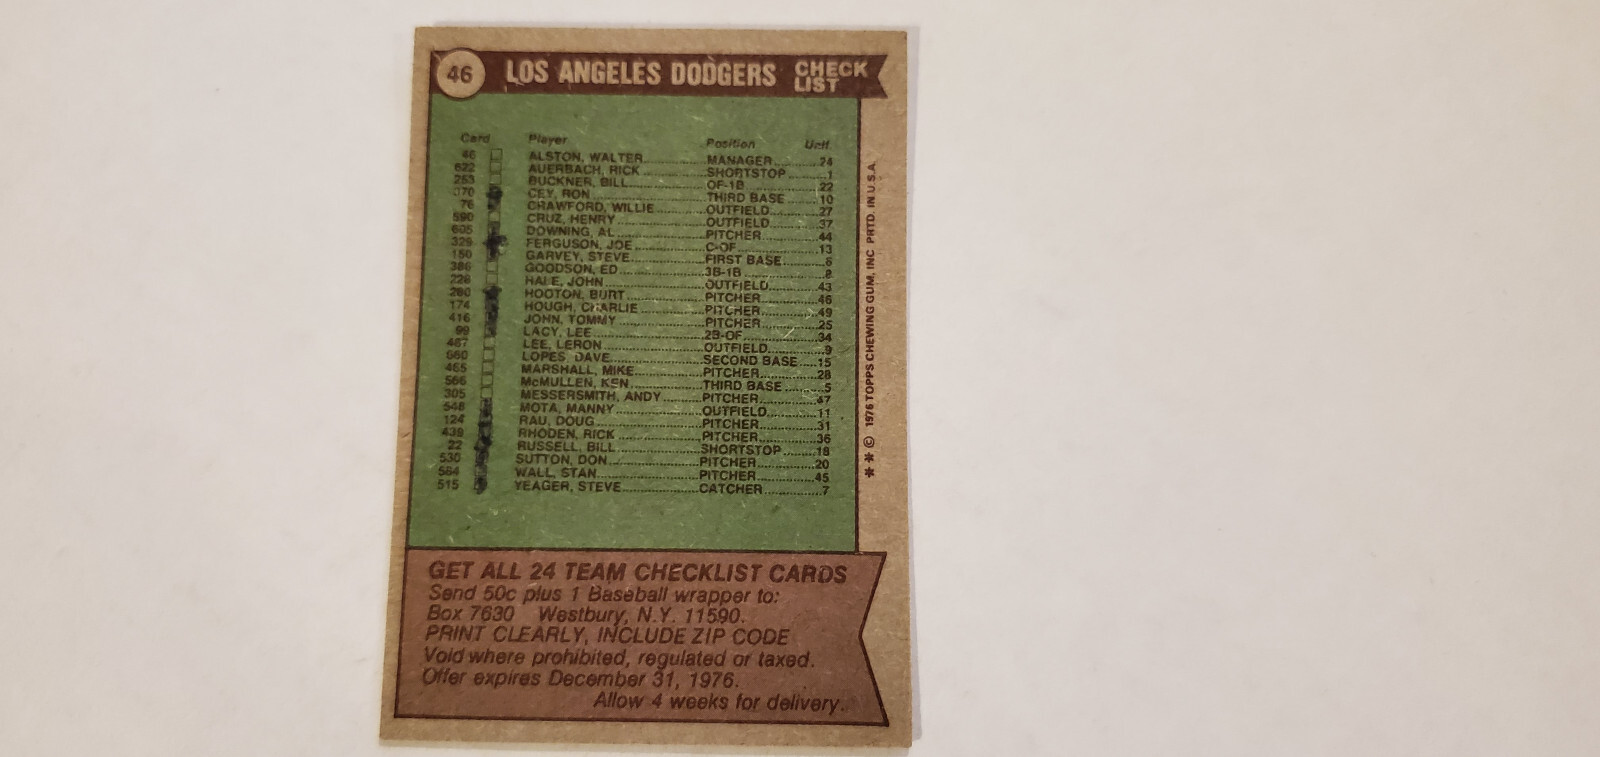 46 LOS ANGELES DODGERS CHECK LIST
Card Player Position Unif.
46 ALSTON, WALTER MANAGER 24
622 AUERBACH, RICK SHORTSTOP 1
253 BUCKNER, BILL OF-1B 22
370 CEY, RON THIRD BASE 10
76 CRAWFORD, WILLIE OUTFIELD 27
590 CRUZ, HENRY OUTFIELD 37
605 DOWNING, AL PITCHER 44
329 FERGUSON, JOE C-OF 13
150 GARVEY, STEVE FIRST BASE 6
386 GOODSON, ED 3B-1B 8
228 HALE, JOHN OUTFIELD 43
280 HOOTON, BURT PITCHER 46
174 HOUGH, CHARLIE PITCHER 49
416 JOHN, TOMMY PITCHER 25
99 LACY, LEE 2B-OF 34
487 LEE, LERON OUTFIELD 9
660 LOPES, DAVE SECOND BASE 15
465 MARSHALL, MIKE PITCHER 28
566 McMULLEN, KEN THIRD BASE 5
305 MESSERSMITH, ANDY PITCHER 47
548 MOTA, MANNY OUTFIELD 11
124 RAU, DOUG PITCHER 31
439 RHODEN, RICK PITCHER 36
22 RUSSELL, BILL SHORTSTOP 18
530 SUTTON, DON PITCHER 20
584 WALL, STAN PITCHER 45
515 YEAGER, STEVE CATCHER 7
** © 1976 TOPPS CHEWING GUM, INC PRTD. IN U.S.A.
GET ALL 24 TEAM CHECKLIST CARDS
Send 50c plus 1 Baseball wrapper to:
Box 7630 Westbury, N.Y. 11590.
PRINT CLEARLY, INCLUDE ZIP CODE
Void where prohibited, regulated or taxed.
Offer expires December 31, 1976.
Allow 4 weeks for delivery.